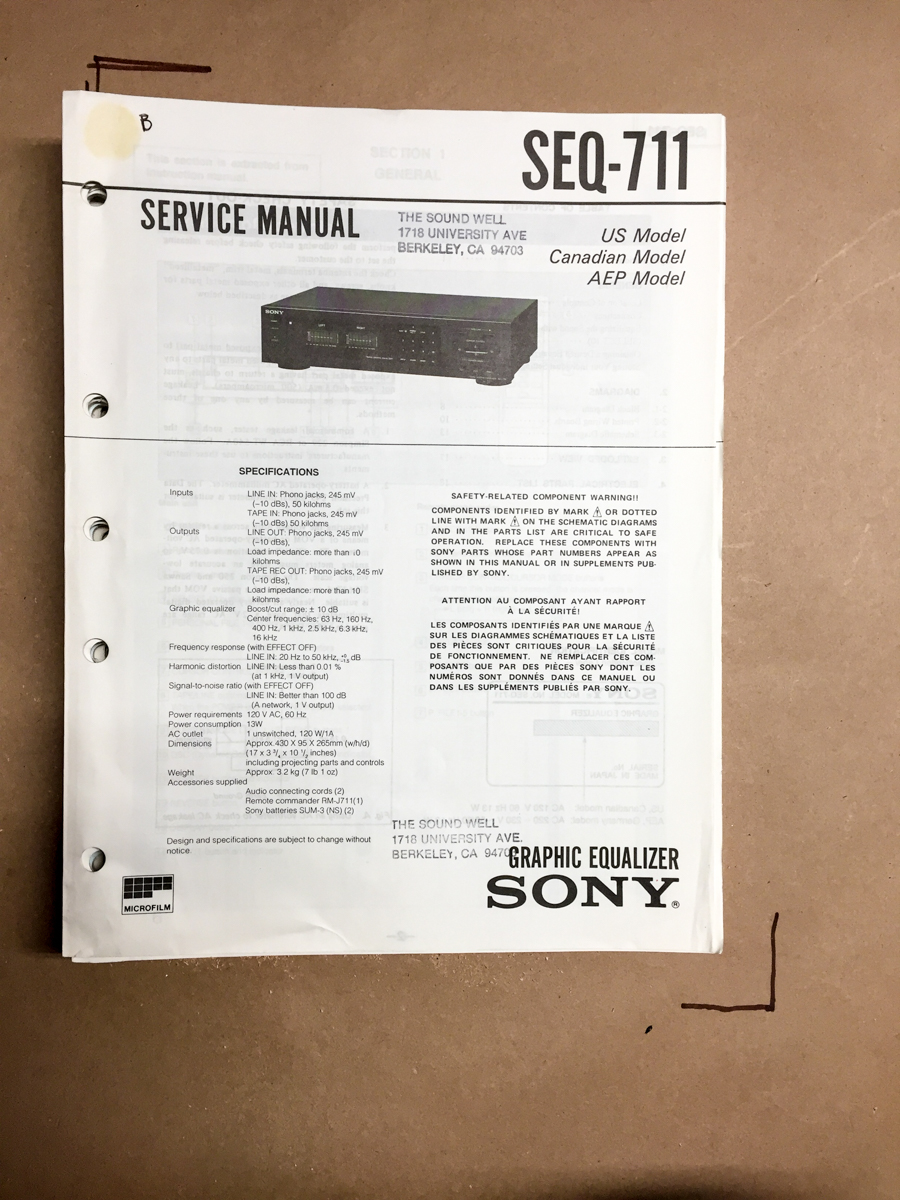 B
SEQ-711
SERVICE MANUAL
THE SOUND WELL
1718 UNIVERSITY AVE
BERKELEY, CA 94703
US Model
Canadian Model
AEP Model
SONY
SPECIFICATIONS
Inputs LINE IN: Phono jacks, 245 mV
(−10 dBs), 50 kilohms
TAPE IN: Phono jacks, 245 mV
(−10 dBs) 50 kilohms
Outputs LINE OUT: Phono jacks, 245 mV
(−10 dBs),
Load impedance: more than 10
kilohms
TAPE REC OUT: Phono jacks, 245 mV
(−10 dBs),
Load impedance: more than 10
kilohms
Graphic equalizer Boost/cut range: ± 10 dB
Center frequencies: 63 Hz, 160 Hz,
400 Hz, 1 kHz, 2.5 kHz, 6.3 kHz,
16 kHz
Frequency response (with EFFECT OFF)
LINE IN: 20 Hz to 50 kHz, dB
Harmonic distortion LINE IN: Less than 0.01 %
(at 1 kHz, 1 V output)
Signal-to-noise ratio (with EFFECT OFF)
LINE IN: Better than 100 dB
(A network, 1 V output)
Power requirements 120 V AC, 60 Hz
Power consumption 13W
AC outlet 1 unswitched, 120 W/1A
Dimensions Approx.430 X 95 X 265mm (w/h/d)
(17 x 3 3/4 x 10 1/2 inches)
including projecting parts and controls
Weight Approx. 3.2 kg (7 lb 1 oz)
Accessories supplied
Audio connecting cords (2)
Remote commander RM-J711(1)
Sony batteries SUM-3 (NS) (2)
Design and specifications are subject to change without
notice.
SAFETY-RELATED COMPONENT WARNING!!
COMPONENTS IDENTIFIED BY MARK ⚠ OR DOTTED
LINE WITH MARK ⚠ ON THE SCHEMATIC DIAGRAMS
AND IN THE PARTS LIST ARE CRITICAL TO SAFE
OPERATION. REPLACE THESE COMPONENTS WITH
SONY PARTS WHOSE PART NUMBERS APPEAR AS
SHOWN IN THIS MANUAL OR IN SUPPLEMENTS PUB-
LISHED BY SONY.
ATTENTION AU COMPOSANT AYANT RAPPORT
À LA SÉCURITÉ!
LES COMPOSANTS IDENTIFIÉS PAR UNE MARQUE ⚠
SUR LES DIAGRAMMES SCHÉMATIQUES ET LA LISTE
DES PIÈCES SONT CRITIQUES POUR LA SÉCURITÉ
DE FONCTIONNEMENT. NE REMPLACER CES COM-
POSANTS QUE PAR DES PIÈCES SONY DONT LES
NUMÉROS SONT DONNÉS DANS CE MANUEL OU
DANS LES SUPPLÉMENTS PUBLIÉS PAR SONY.
THE SOUND WELL
1718 UNIVERSITY AVE.
BERKELEY, CA 9470
GRAPHIC EQUALIZER
SONY®
MICROFILM